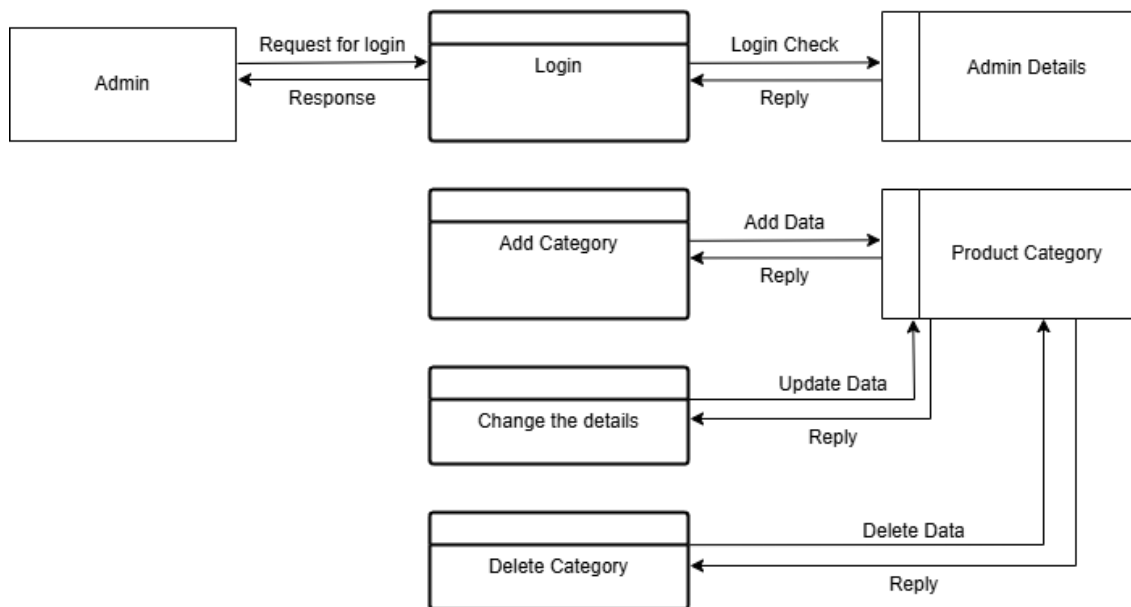 Request for login
Login Check
Admin
Login
Admin Details
Response
Reply
Add Data
Add Category
Product Category
Reply
Update Data
Change the details
Reply
Delete Data
Delete Category
Reply